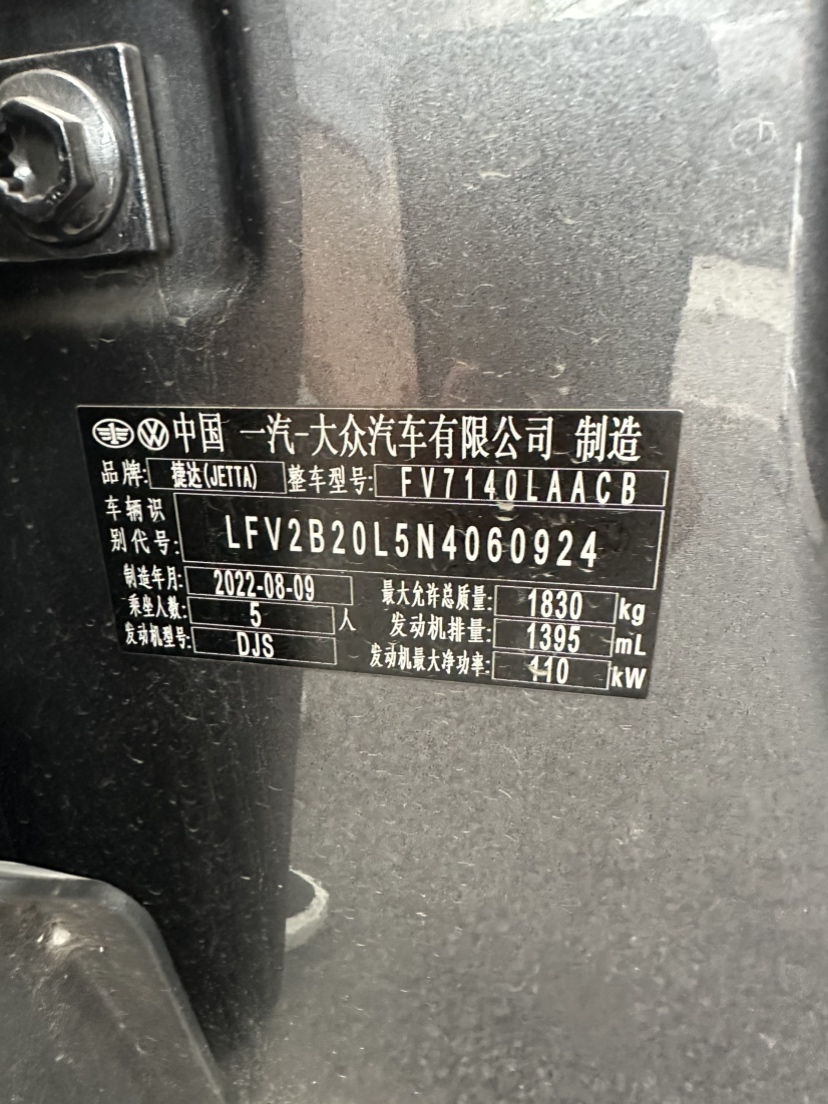 中国 一汽-大众汽车有限公司 制造
品牌: 捷达(JETTA) 整车型号: FV7140LAACB
车辆识别代号: LFV2B20L5N4060924
制造年月: 2022-08-09 最大允许总质量: 1830 kg
乘坐人数: 5 人 发动机排量: 1395 mL
发动机型号: DJS 发动机最大净功率: 110 kW